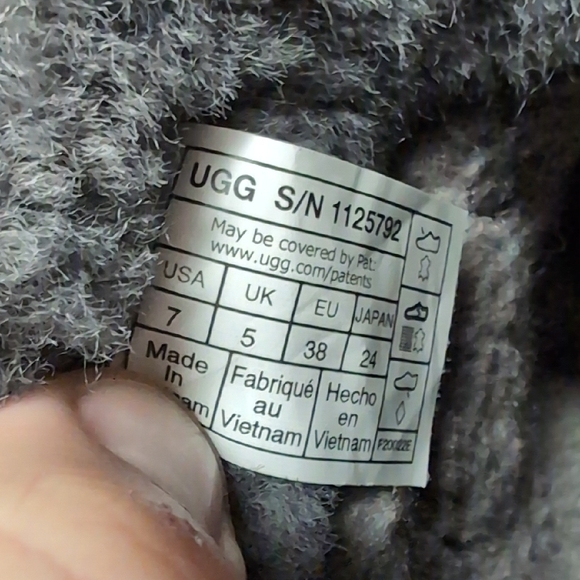 UGG S/N 1125792
May be covered by Pat:
www.ugg.com/patents
USA UK EU JAPAN
7 5 38 24
Made In
Fabriqué au Vietnam
Hecho en Vietnam